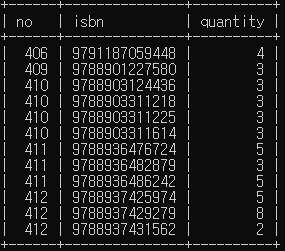 no isbn quantity
406 9791187059448 4
409 9788901227580 3
410 9788903124436 3
410 9788903311218 3
410 9788903311225 3
410 9788903311614 3
411 9788936476724 5
411 9788936482879 3
411 9788936486242 5
412 9788937425974 5
412 9788937429279 8
412 9788937431562 2